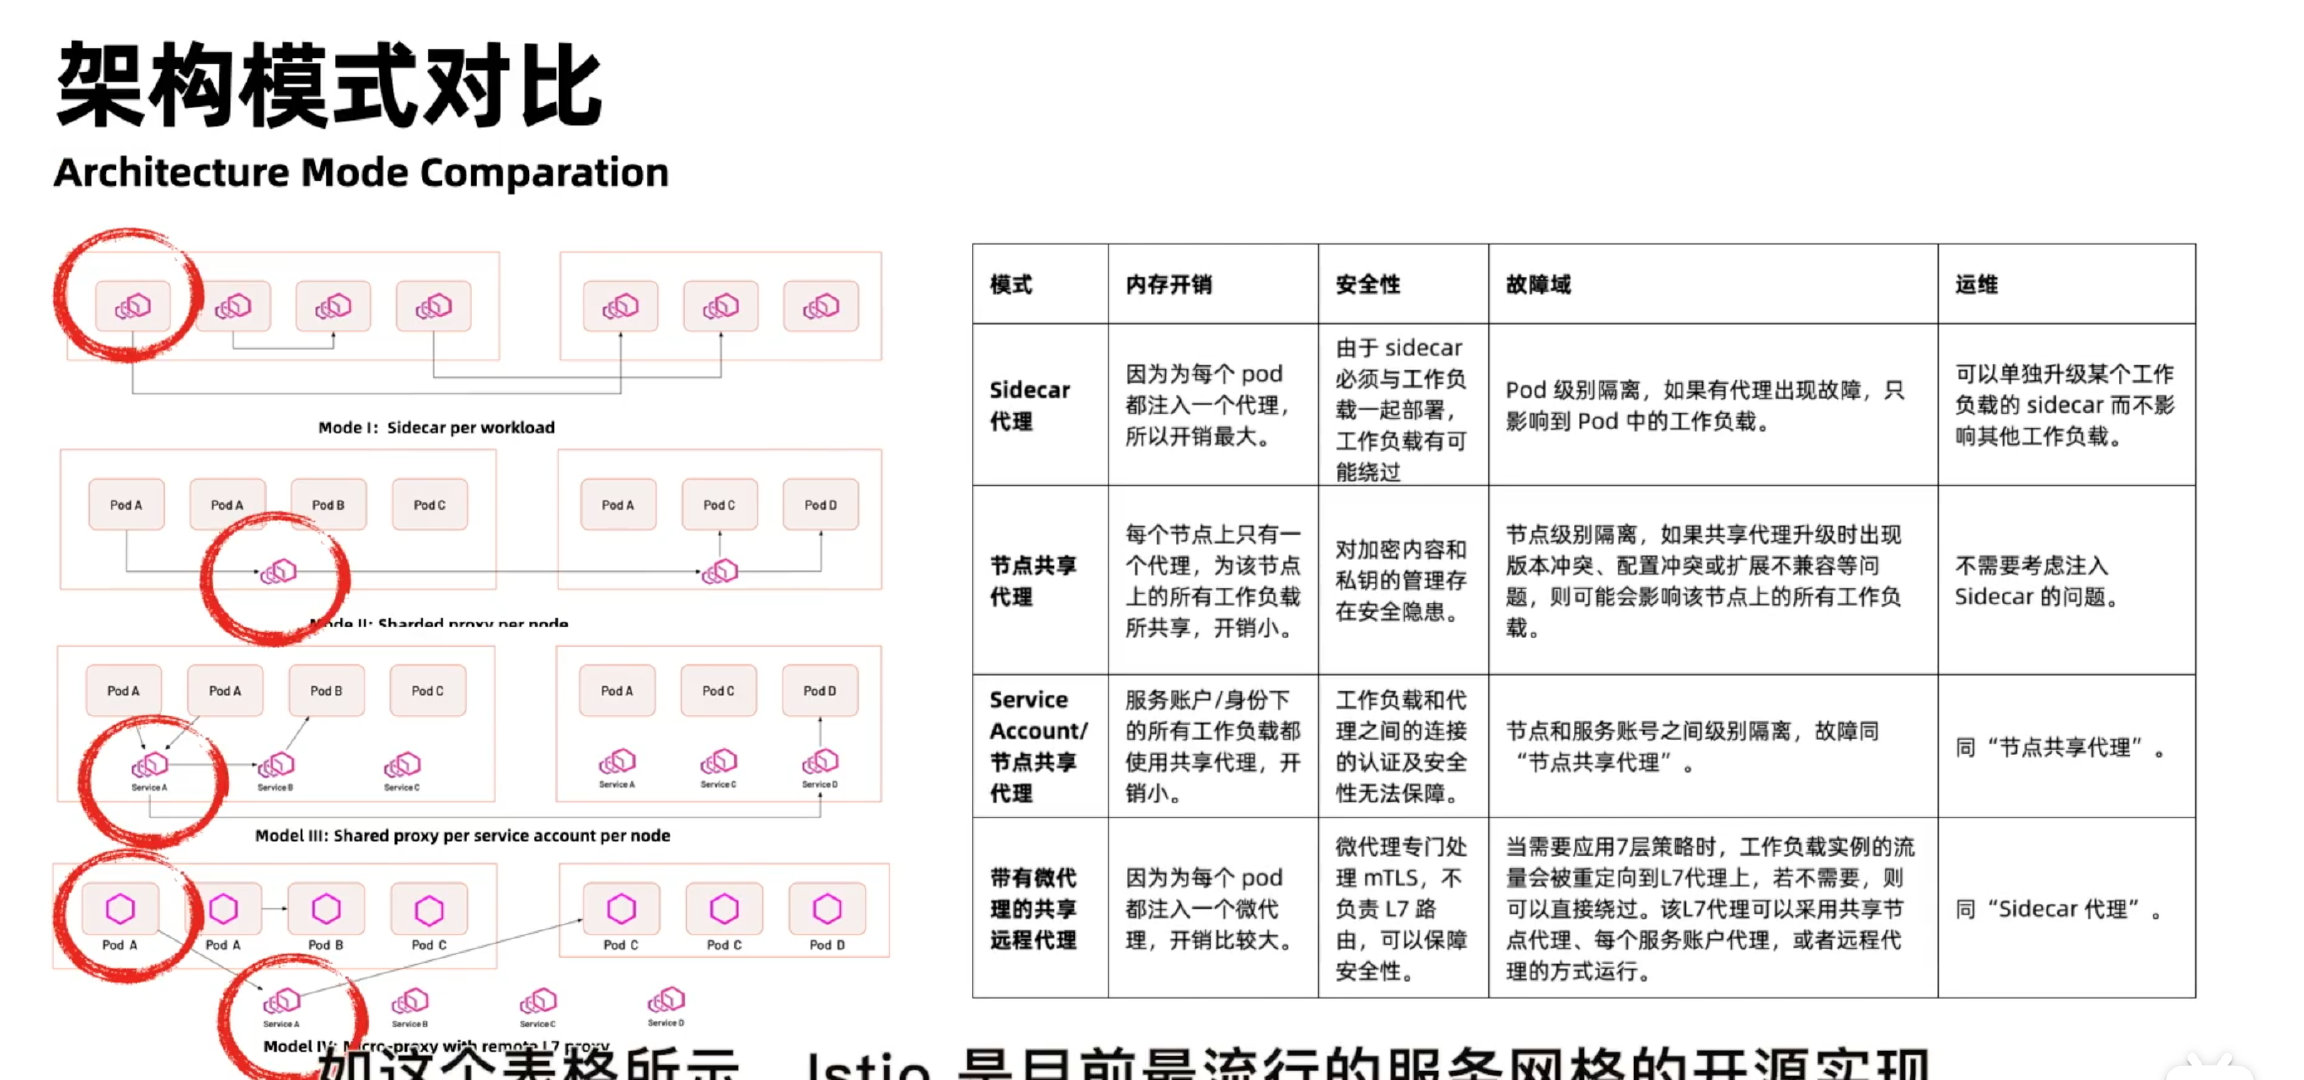 架构模式对比
Architecture Mode Comparation
Mode I: Sidecar per workload
Pod A
Pod A
Pod B
Pod C
Pod A
Pod C
Pod D
Mode II: Sharded proxy per node
Pod A
Pod A
Pod B
Pod C
Pod A
Pod C
Pod D
Service A
Service B
Service C
Service A
Service C
Service D
Model III: Shared proxy per service account per node
Pod A
Pod A
Pod B
Pod C
Pod C
Pod C
Pod D
Service A
Service B
Service C
Service D
Model IV: Micro-proxy with remote L7 proxy
模式
内存开销
安全性
故障域
运维
Sidecar
代理
因为为每个 pod
都注入一个代理，
所以开销最大。
由于 sidecar
必须与工作负
载一起部署，
工作负载有可
能绕过
Pod 级别隔离，如果有代理出现故障，只
影响到 Pod 中的工作负载。
可以单独升级某个工作
负载的 sidecar 而不影
响其他工作负载。
节点共享
代理
每个节点上只有一
个代理，为该节点
上的所有工作负载
所共享，开销小。
对加密内容和
私钥的管理存
在安全隐患。
节点级别隔离，如果共享代理升级时出现
版本冲突、配置冲突或扩展不兼容等问
题，则可能会影响该节点上的所有工作负
载。
不需要考虑注入
Sidecar 的问题。
Service
Account/
节点共享
代理
服务账户/身份下
的所有工作负载都
使用共享代理，开
销小。
工作负载和代
理之间的连接
的认证及安全
性无法保障。
节点和服务账号之间级别隔离，故障同
“节点共享代理”。
同“节点共享代理”。
带有微代
理的共享
远程代理
因为为每个 pod
都注入一个微代
理，开销比较大。
微代理专门处
理 mTLS，不
负责 L7 路
由，可以保障
安全性。
当需要应用7层策略时，工作负载实例的流
量会被重定向到L7代理上，若不需要，则
可以直接绕过。该L7代理可以采用共享节
点代理、每个服务账户代理，或者远程代
理的方式运行。
同“Sidecar 代理”。
如这个表格所示 Istio 是目前最流行的服务网格的开源实现